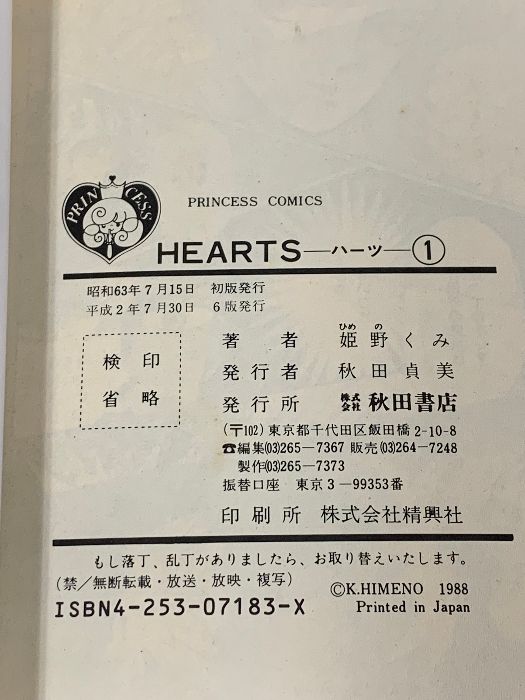 PRINCESS
PRINCESS COMICS
HEARTS―ハーツ―①
昭和63年7月15日 初版発行
平成2年7月30日 6版発行
検印
省略
ひめ の
著者 姫野くみ
発行者 秋田貞美
発行所 株式会社 秋田書店
(〒102)東京都千代田区飯田橋2-10-8
☎編集(03)265―7367 販売(03)264-7248
製作(03)265―7373
振替口座 東京3―99353番
印刷所 株式会社精興社
もし落丁、乱丁がありましたら、お取り替えいたします。
(禁/無断転載・放送・放映・複写)
©K.HIMENO 1988
ISBN4-253-07183-X
Printed in Japan